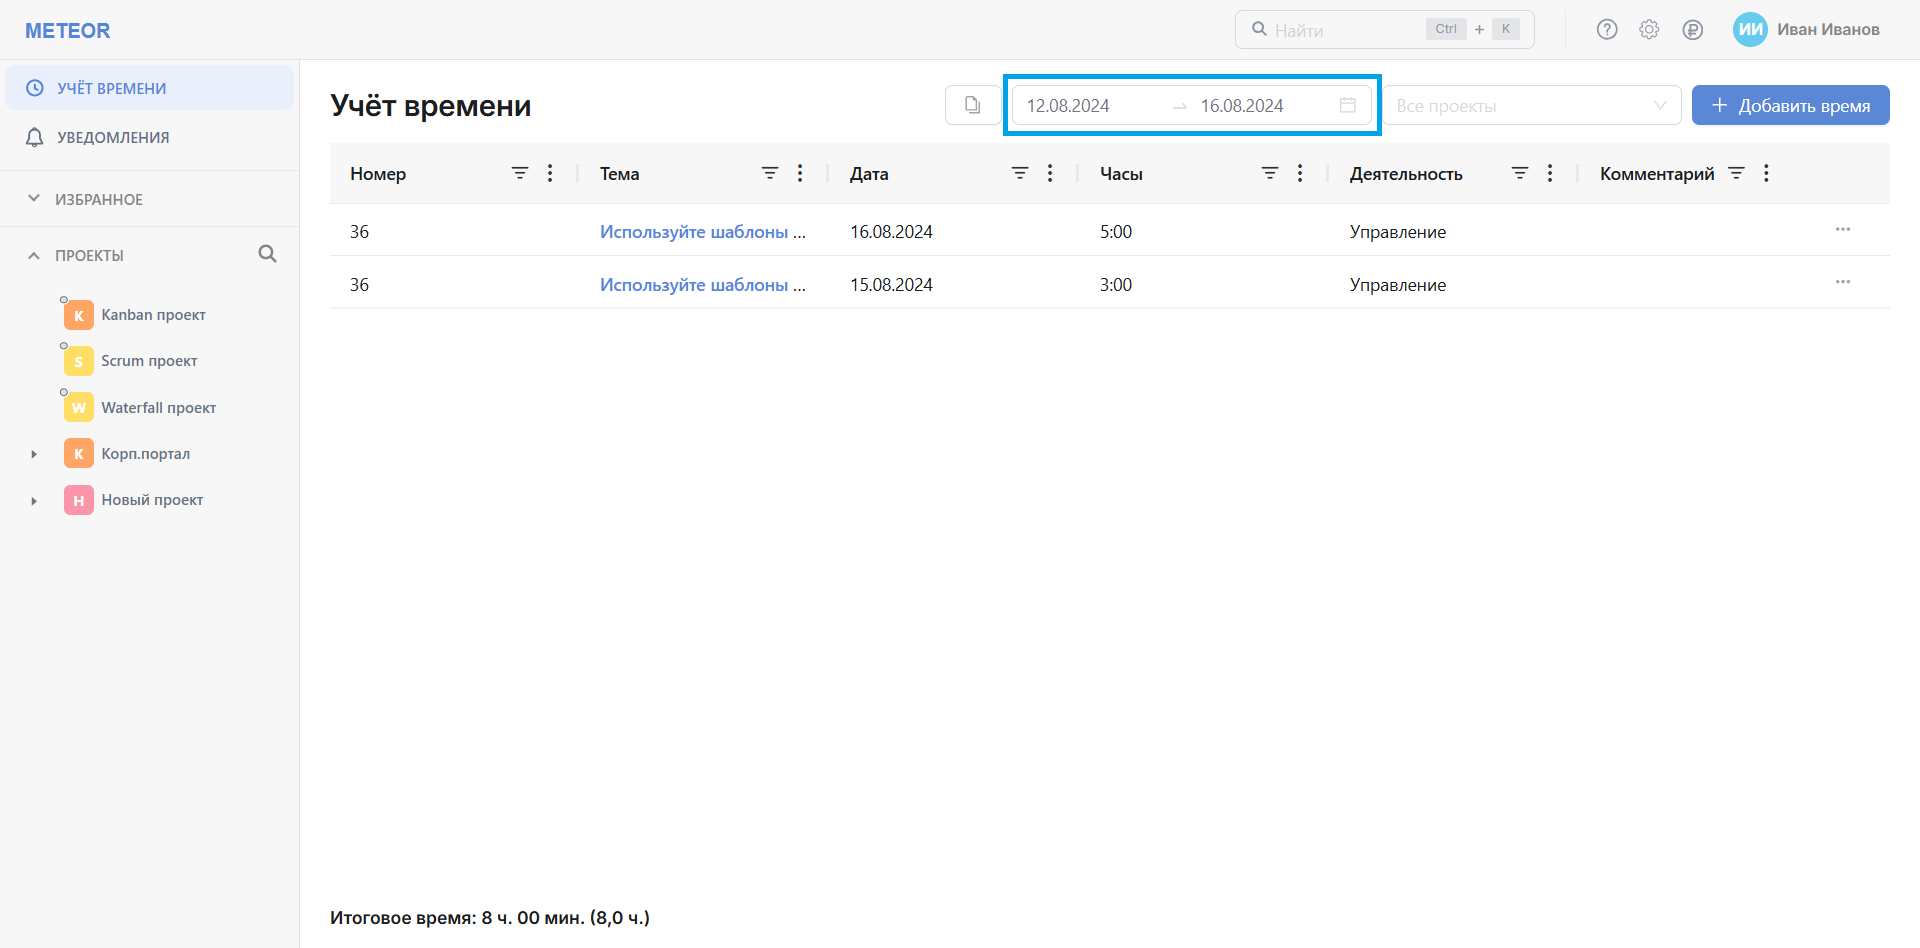 METEOR
Найти Ctrl + K
ИИ Иван Иванов
УЧЁТ ВРЕМЕНИ
УВЕДОМЛЕНИЯ
ИЗБРАННОЕ
ПРОЕКТЫ
K Kanban проект
S Scrum проект
W Waterfall проект
К Корп.портал
Н Новый проект
Учёт времени
12.08.2024 → 16.08.2024
Все проекты
+ Добавить время
Номер Тема Дата Часы Деятельность Комментарий
36 Используйте шаблоны ... 16.08.2024 5:00 Управление
36 Используйте шаблоны ... 15.08.2024 3:00 Управление
Итоговое время: 8 ч. 00 мин. (8,0 ч.)